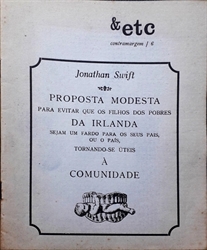 & etc
contramargem / 6
Jonathan Swift
PROPOSTA MODESTA
PARA EVITAR QUE OS FILHOS DOS POBRES
DA IRLANDA
SEJAM UM FARDO PARA OS SEUS PAIS,
OU O PAÍS,
TORNANDO-SE ÚTEIS
À
COMUNIDADE